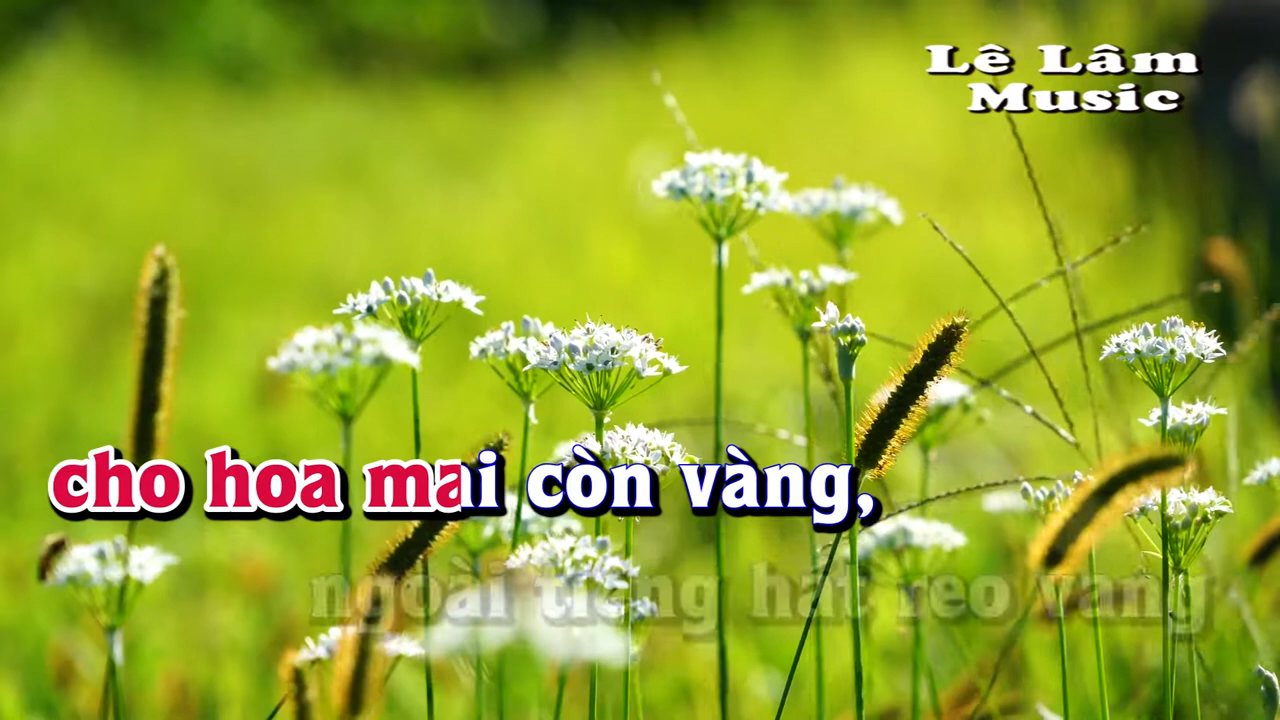 Lê Lâm
Music
cho hoa mai còn vàng,
ngoài tiếng hát reo vang